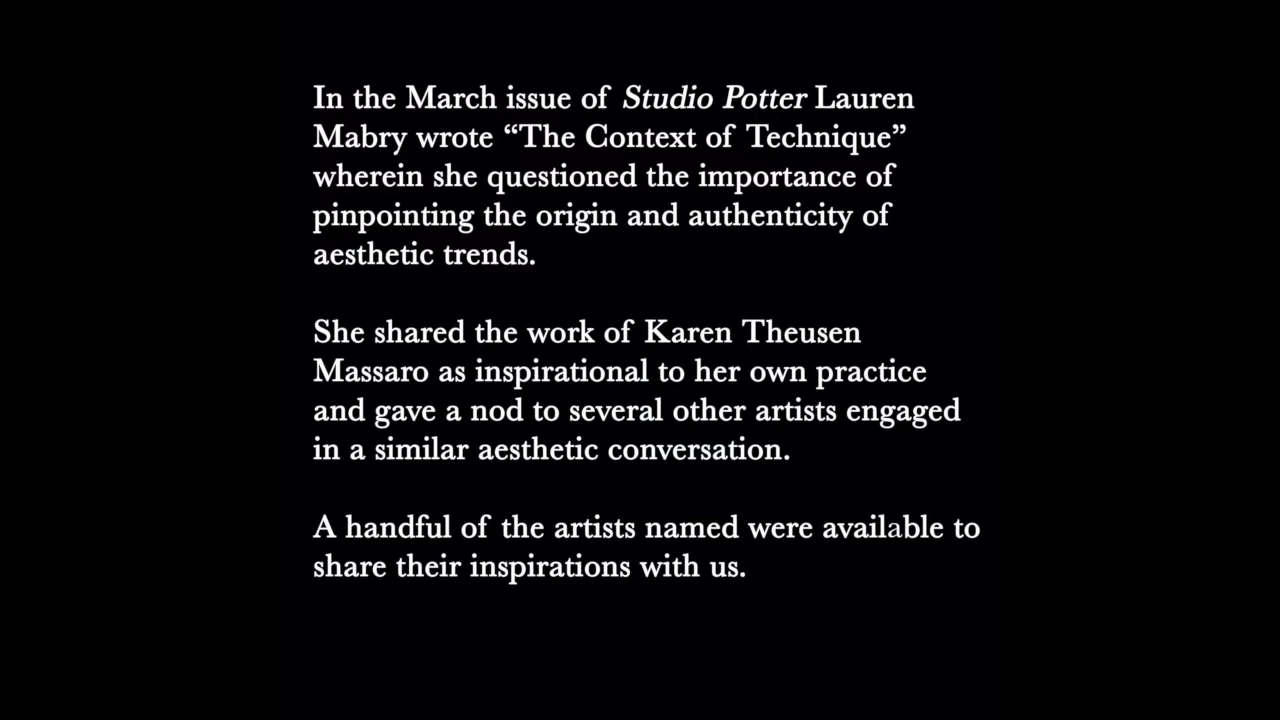 In the March issue of Studio Potter Lauren
Mabry wrote “The Context of Technique”
wherein she questioned the importance of
pinpointing the origin and authenticity of
aesthetic trends.
She shared the work of Karen Theusen
Massaro as inspirational to her own practice
and gave a nod to several other artists engaged
in a similar aesthetic conversation.
A handful of the artists named were available to
share their inspirations with us.